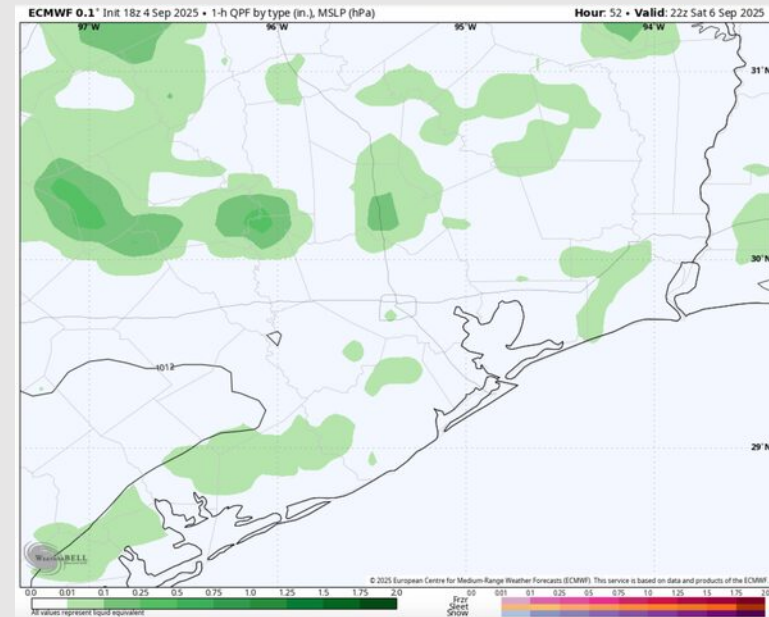 ECMWF 0.1° Init 18z 4 Sep 2025 • 1-h QPF by type (in.), MSLP (hPa) Hour: 52 • Valid: 22z Sat 6 Sep 2025
97°W 96°W 95°W 94°W
31°N
30°N
1012
29°N
© 2025 European Centre for Medium-Range Weather Forecasts (ECMWF). This service is based on data and products of the ECMWF.
0.0 0.01 0.1 0.25 0.5 0.75 1.0 1.25 1.5 1.75 2.0 0.0 0.01 0.1 0.25 0.50 0.75 1.00 1.25 1.50 1.75 2.0
Frzr
Sleet
Snow
All values represent liquid equivalent